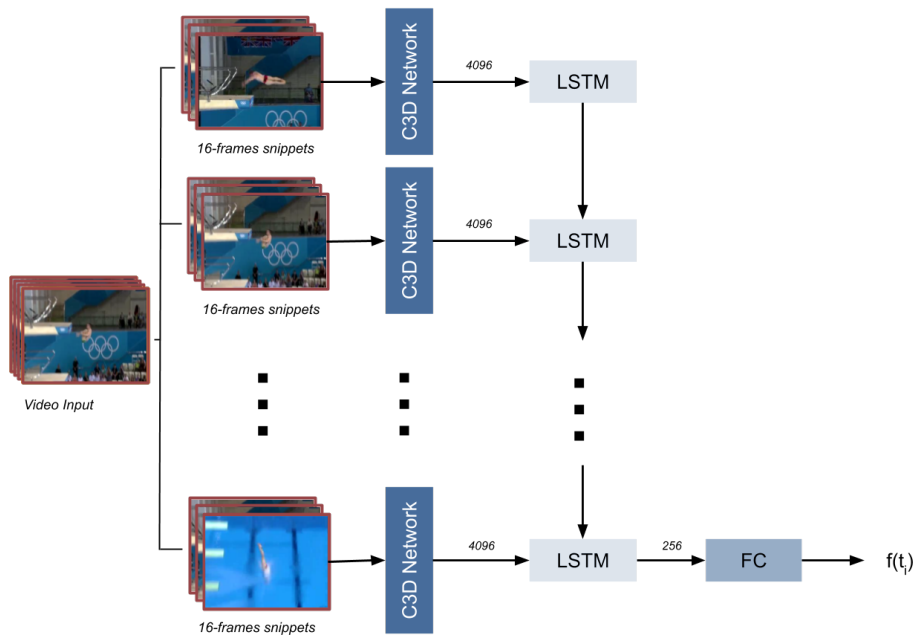 C3D Network
4096
LSTM
16-frames snippets
C3D Network
4096
LSTM
16-frames snippets
Video Input
C3D Network
4096
LSTM
256
FC
f(tᵢ)
16-frames snippets